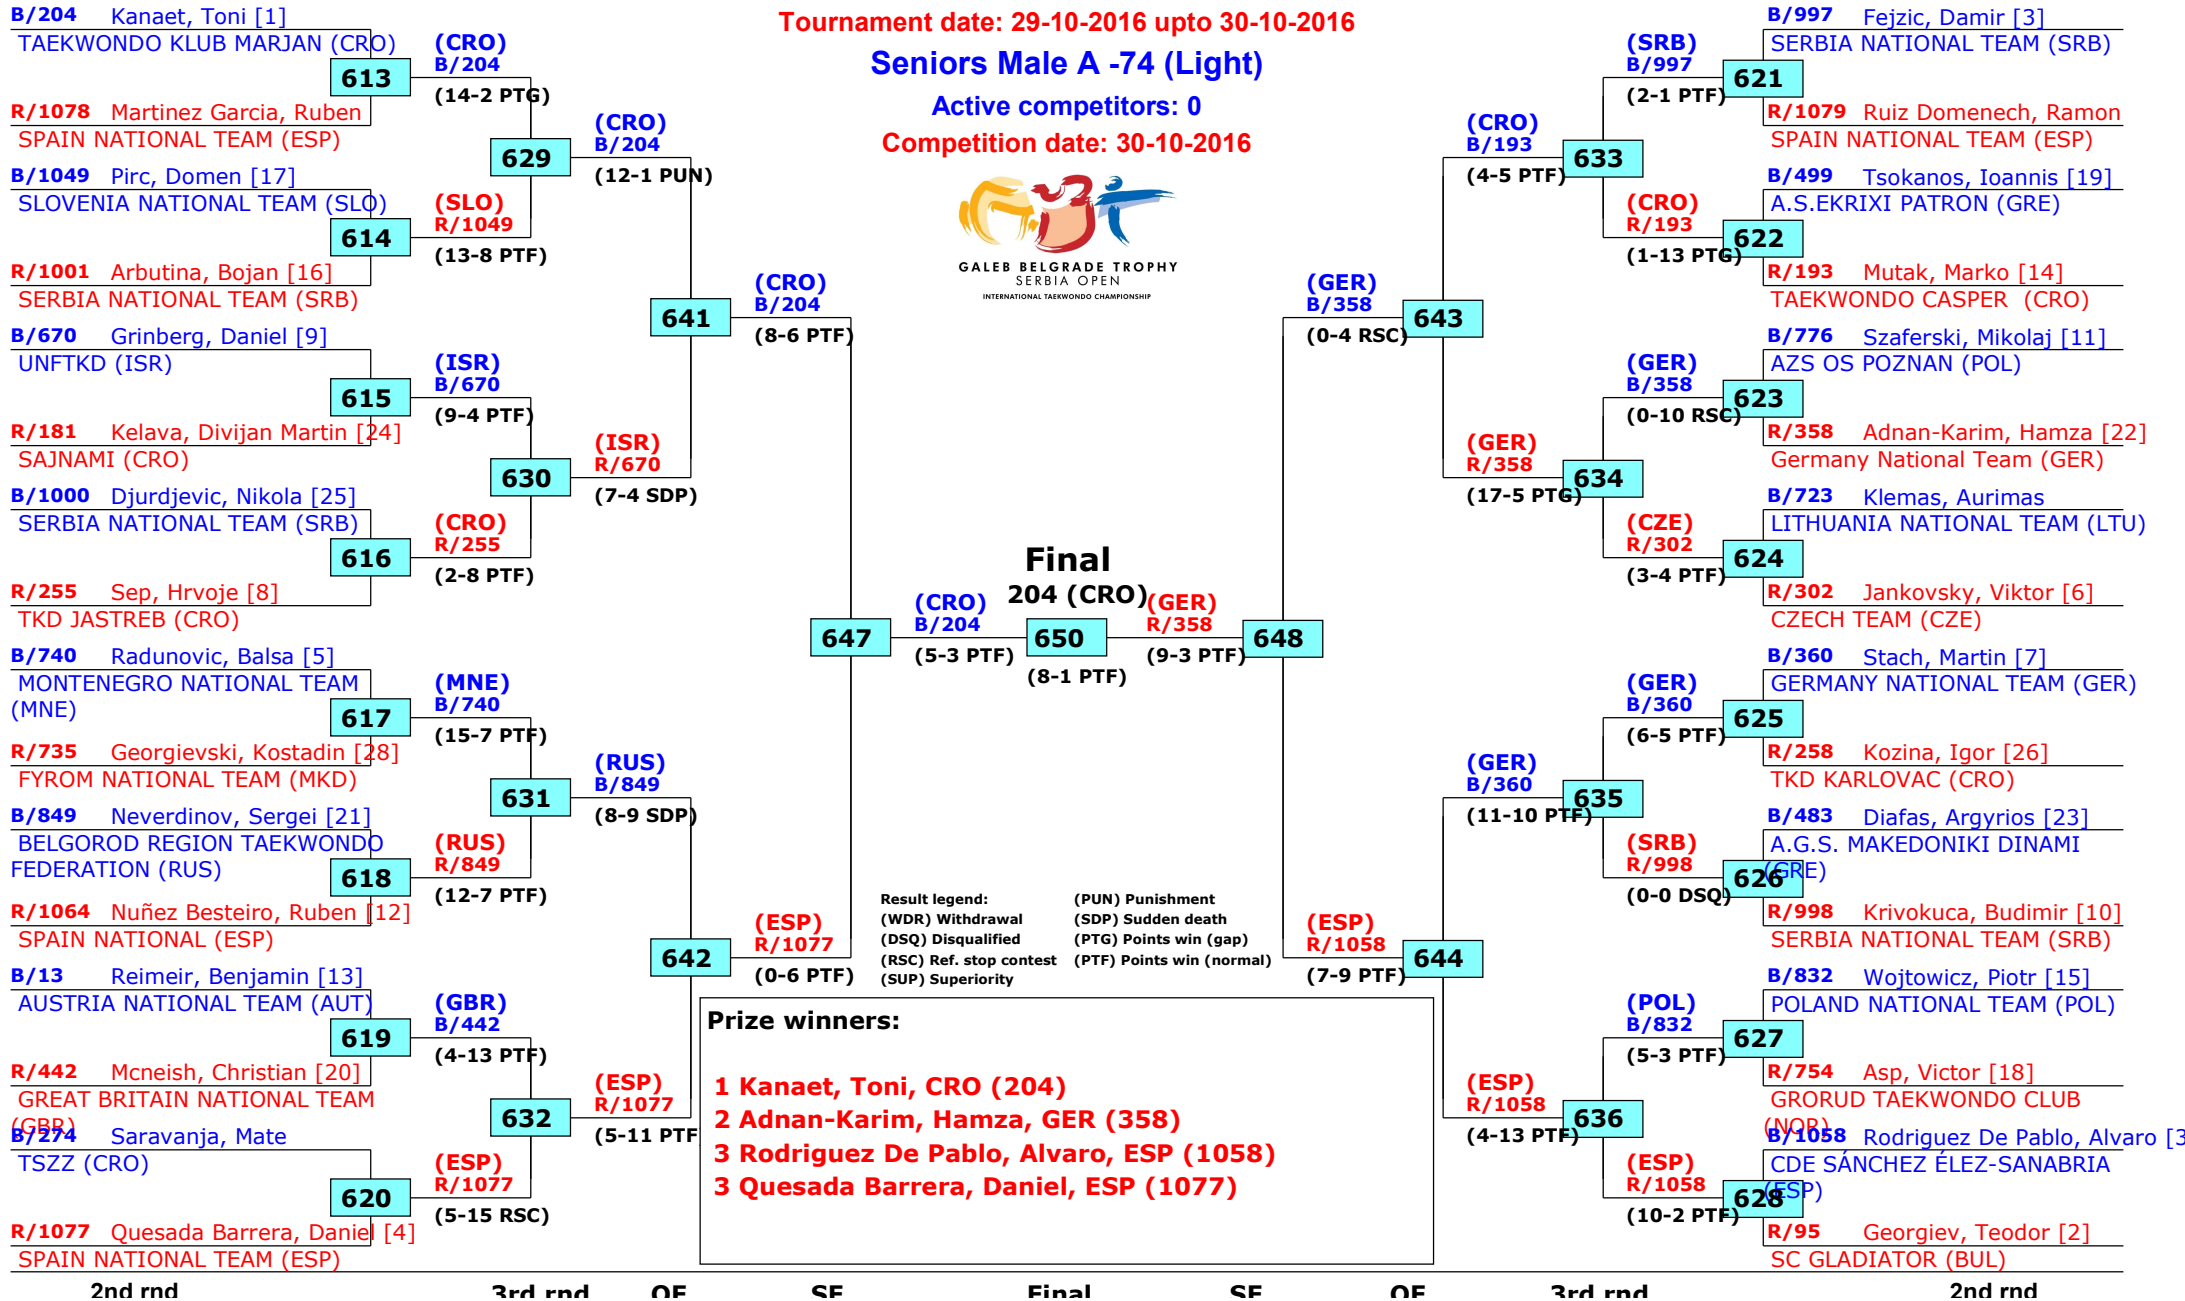 Tournament date: 29-10-2016 upto 30-10-2016
Seniors Male A -74 (Light)
Active competitors: 0
Competition date: 30-10-2016
GALEB BELGRADE TROPHY
SERBIA OPEN
INTERNATIONAL TAEKWONDO CHAMPIONSHIP
B/204 Kanaet, Toni [1]
TAEKWONDO KLUB MARJAN (CRO)
613
R/1078 Martinez Garcia, Ruben
SPAIN NATIONAL TEAM (ESP)
B/1049 Pirc, Domen [17]
SLOVENIA NATIONAL TEAM (SLO)
614
R/1001 Arbutina, Bojan [16]
SERBIA NATIONAL TEAM (SRB)
B/670 Grinberg, Daniel [9]
UNFTKD (ISR)
615
R/181 Kelava, Divijan Martin [24]
SAJNAMI (CRO)
B/1000 Djurdjevic, Nikola [25]
SERBIA NATIONAL TEAM (SRB)
616
R/255 Sep, Hrvoje [8]
TKD JASTREB (CRO)
B/740 Radunovic, Balsa [5]
MONTENEGRO NATIONAL TEAM
(MNE)
617
R/735 Georgievski, Kostadin [28]
FYROM NATIONAL TEAM (MKD)
B/849 Neverdinov, Sergei [21]
BELGOROD REGION TAEKWONDO
FEDERATION (RUS)
618
R/1064 Nuñez Besteiro, Ruben [12]
SPAIN NATIONAL (ESP)
B/13 Reimeir, Benjamin [13]
AUSTRIA NATIONAL TEAM (AUT)
619
R/442 Mcneish, Christian [20]
GREAT BRITAIN NATIONAL TEAM
(GBR)
B/274 Saravanja, Mate
TSZZ (CRO)
620
R/1077 Quesada Barrera, Daniel [4]
SPAIN NATIONAL TEAM (ESP)
(CRO)
B/204
(14-2 PTG)
629
(SLO)
R/1049
(13-8 PTF)
(ISR)
B/670
(9-4 PTF)
630
(CRO)
R/255
(2-8 PTF)
(MNE)
B/740
(15-7 PTF)
631
(RUS)
R/849
(12-7 PTF)
(GBR)
B/442
(4-13 PTF)
632
(ESP)
R/1077
(5-15 RSC)
(CRO)
B/204
(12-1 PUN)
641
(ISR)
R/670
(7-4 SDP)
(RUS)
B/849
(8-9 SDP)
642
(ESP)
R/1077
(5-11 PTF
(CRO)
B/204
(8-6 PTF)
647
(ESP)
R/1077
(0-6 PTF)
(CRO)
B/204
(5-3 PTF)
Final
204 (CRO)
650
(8-1 PTF)
(GER)
R/358
(9-3 PTF)
648
(GER)
B/358
(0-4 RSC)
643
(ESP)
R/1058
(7-9 PTF)
644
(CRO)
B/193
(4-5 PTF)
633
(GER)
R/358
(17-5 PTG)
634
(GER)
B/360
(11-10 PTF)
635
(ESP)
R/1058
(4-13 PTF)
636
(SRB)
B/997
(2-1 PTF)
621
(CRO)
R/193
(1-13 PTG)
622
(GER)
B/358
(0-10 RSC)
623
(CZE)
R/302
(3-4 PTF)
624
(GER)
B/360
(6-5 PTF)
625
(SRB)
R/998
(0-0 DSQ)
626
(POL)
B/832
(5-3 PTF)
627
(ESP)
R/1058
(10-2 PTF)
628
B/997 Fejzic, Damir [3]
SERBIA NATIONAL TEAM (SRB)
R/1079 Ruiz Domenech, Ramon
SPAIN NATIONAL TEAM (ESP)
B/499 Tsokanos, Ioannis [19]
A.S.EKRIXI PATRON (GRE)
R/193 Mutak, Marko [14]
TAEKWONDO CASPER (CRO)
B/776 Szaferski, Mikolaj [11]
AZS OS POZNAN (POL)
R/358 Adnan-Karim, Hamza [22]
Germany National Team (GER)
B/723 Klemas, Aurimas
LITHUANIA NATIONAL TEAM (LTU)
R/302 Jankovsky, Viktor [6]
CZECH TEAM (CZE)
B/360 Stach, Martin [7]
GERMANY NATIONAL TEAM (GER)
R/258 Kozina, Igor [26]
TKD KARLOVAC (CRO)
B/483 Diafas, Argyrios [23]
A.G.S. MAKEDONIKI DINAMI
(GRE)
R/998 Krivokuca, Budimir [10]
SERBIA NATIONAL TEAM (SRB)
B/832 Wojtowicz, Piotr [15]
POLAND NATIONAL TEAM (POL)
R/754 Asp, Victor [18]
GRORUD TAEKWONDO CLUB
(NOR)
B/1058 Rodriguez De Pablo, Alvaro [3
CDE SÁNCHEZ ÉLEZ-SANABRIA
(ESP)
R/95 Georgiev, Teodor [2]
SC GLADIATOR (BUL)
Result legend:
(WDR) Withdrawal
(DSQ) Disqualified
(RSC) Ref. stop contest
(SUP) Superiority
(PUN) Punishment
(SDP) Sudden death
(PTG) Points win (gap)
(PTF) Points win (normal)
Prize winners:
1 Kanaet, Toni, CRO (204)
2 Adnan-Karim, Hamza, GER (358)
3 Rodriguez De Pablo, Alvaro, ESP (1058)
3 Quesada Barrera, Daniel, ESP (1077)
2nd rnd 3rd rnd QF SF Final SF QF 3rd rnd 2nd rnd